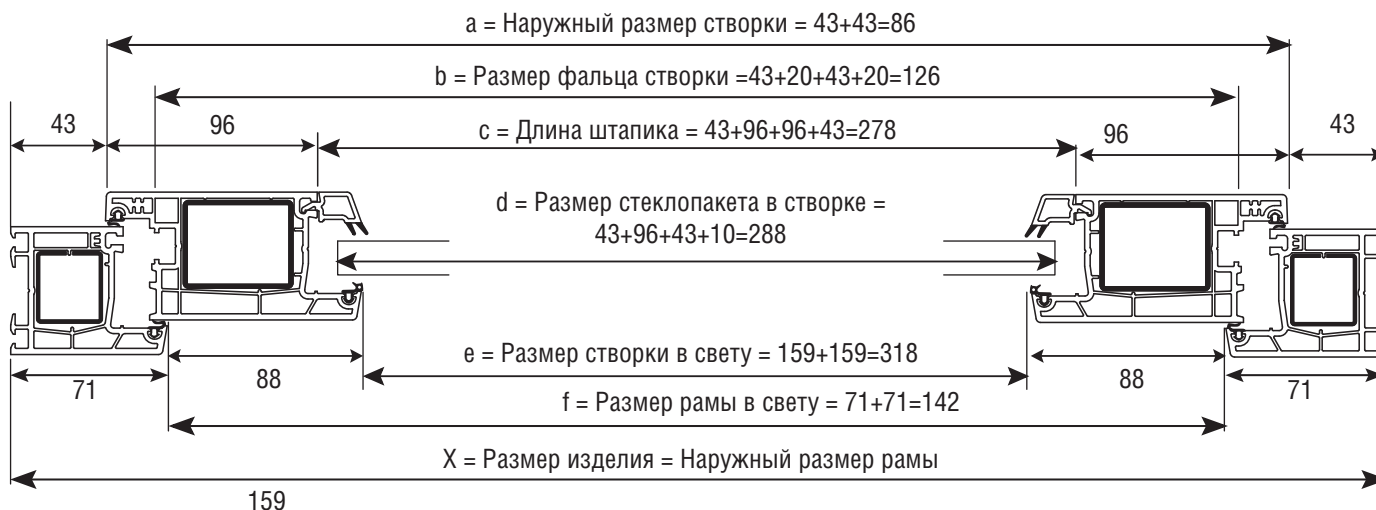 a = Наружный размер створки = 43+43=86
b = Размер фальца створки =43+20+43+20=126
43
96
c = Длина штапика = 43+96+96+43=278
96
43
d = Размер стеклопакета в створке =
43+96+43+10=288
e = Размер створки в свету = 159+159=318
71
88
88
71
f = Размер рамы в свету = 71+71=142
X = Размер изделия = Наружный размер рамы
159